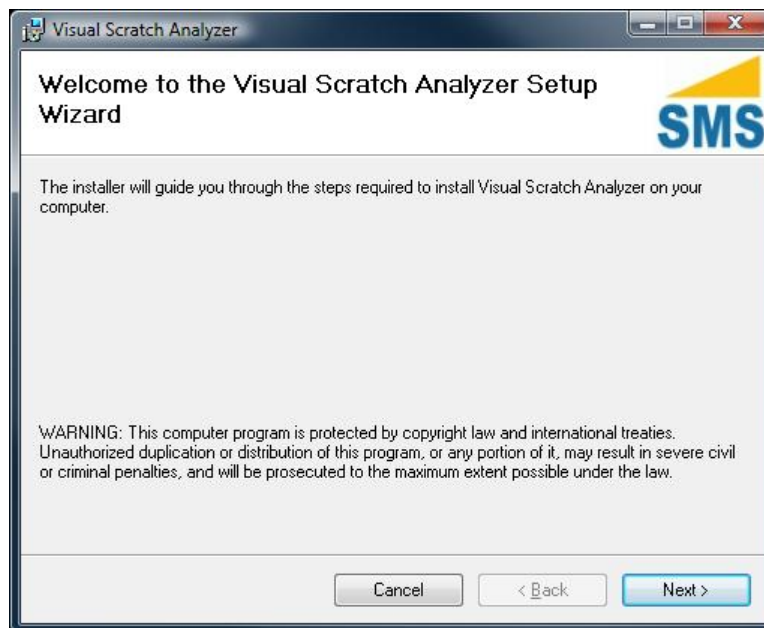 Visual Scratch Analyzer
Welcome to the Visual Scratch Analyzer Setup
Wizard
SMS
The installer will guide you through the steps required to install Visual Scratch Analyzer on your
computer.
WARNING: This computer program is protected by copyright law and international treaties.
Unauthorized duplication or distribution of this program, or any portion of it, may result in severe civil
or criminal penalties, and will be prosecuted to the maximum extent possible under the law.
Cancel < Back Next >